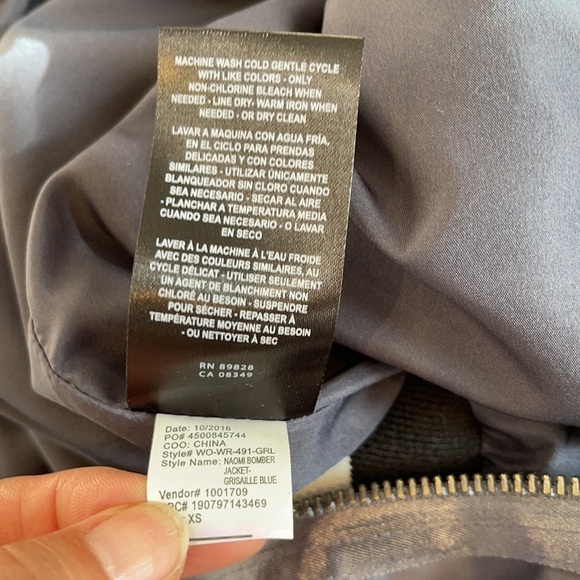 MACHINE WASH COLD GENTLE CYCLE
WITH LIKE COLORS - ONLY
NON-CHLORINE BLEACH WHEN
NEEDED - LINE DRY- WARM IRON WHEN
NEEDED - OR DRY CLEAN
LAVAR A MAQUINA CON AGUA FRÍA,
EN EL CICLO PARA PRENDAS
DELICADAS Y CON COLORES
SIMILARES - UTILIZAR ÚNICAMENTE
BLANQUEADOR SIN CLORO CUANDO
SEA NECESARIO - SECAR AL AIRE
- PLANCHAR A TEMPERATURA MEDIA
CUANDO SEA NECESARIO - O LAVAR
EN SECO
LAVER À LA MACHINE À L'EAU FROIDE
AVEC DES COULEURS SIMILAIRES, AU
CYCLE DÉLICAT - UTILISER SEULEMENT
UN AGENT DE BLANCHIMENT NON
CHLORÉ AU BESOIN - SUSPENDRE
POUR SÉCHER - REPASSER À
TEMPÉRATURE MOYENNE AU BESOIN
- OU NETTOYER À SEC
RN 89828
CA 08349
Date: 10/2016
PO# 4500845744
COO: CHINA
Style# WO-WR-491-GRL
Style Name: NAOMI BOMBER
JACKET-
GRISAILLE BLUE
Vendor# 1001709
PC# 190797143469
XS